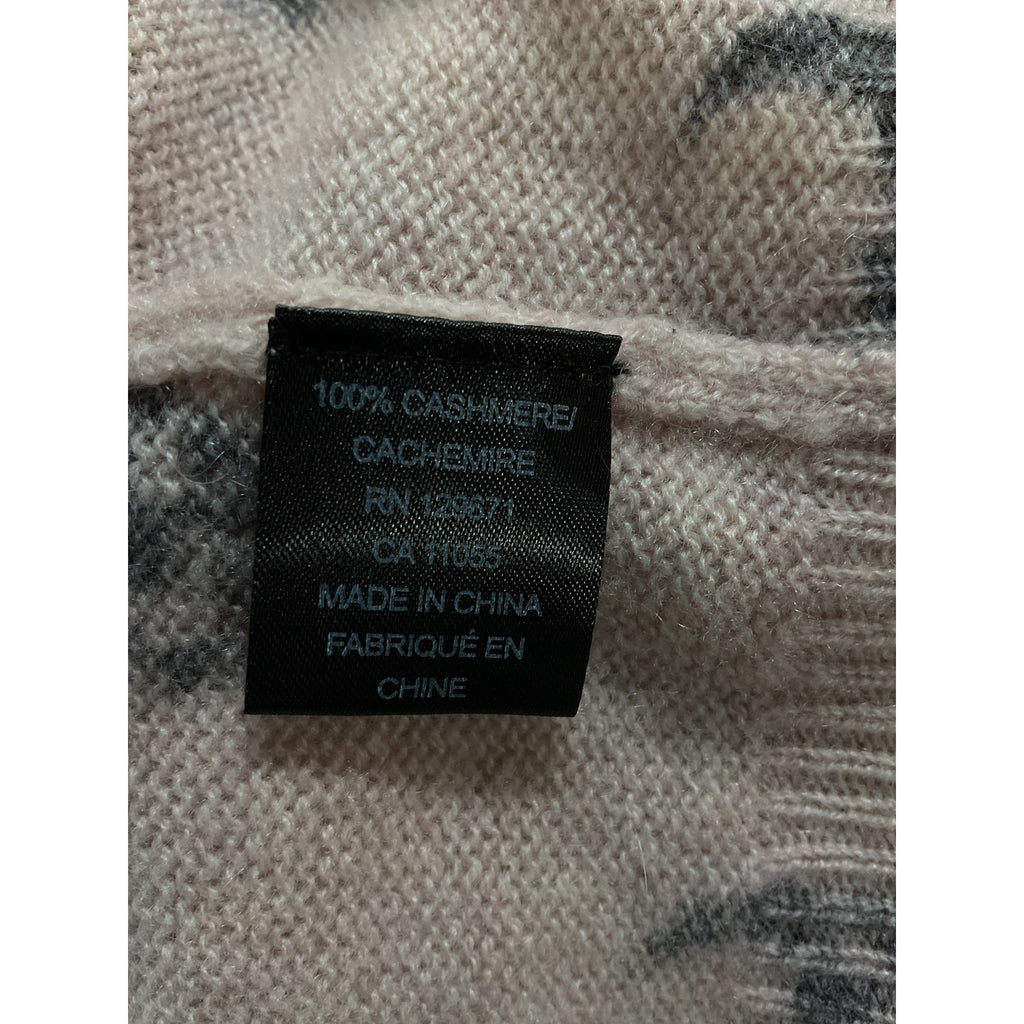 100% CASHMERE/
CACHEMIRE
RN 129671
CA 11055
MADE IN CHINA
FABRIQUÉ EN
CHINE